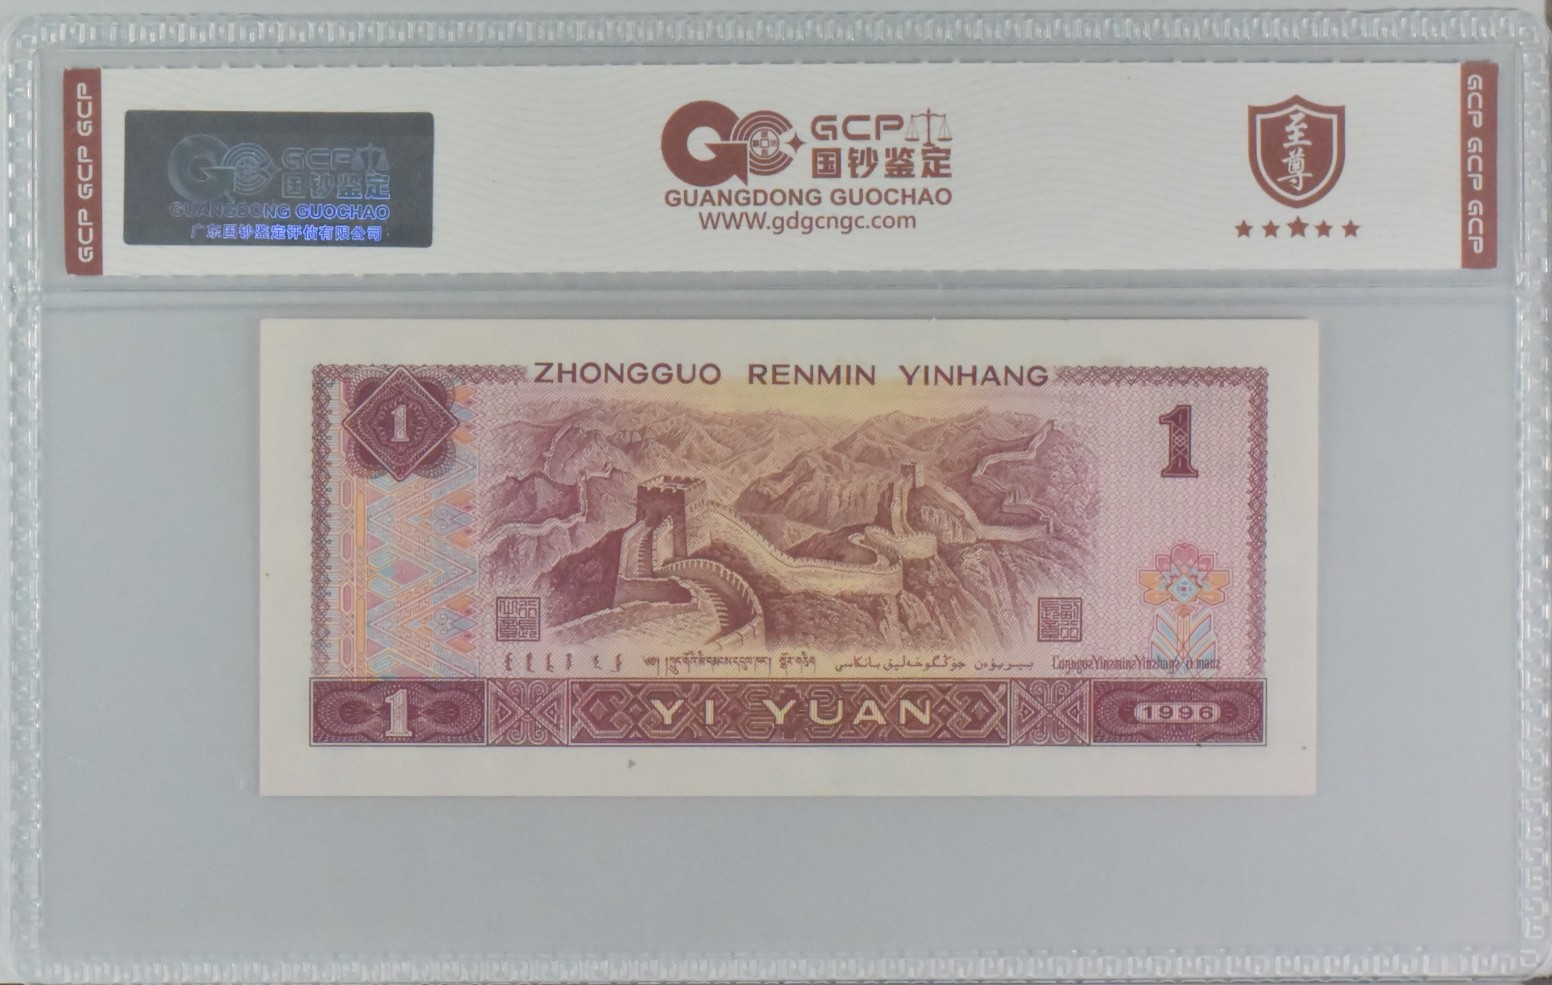 GCP GCP GCP
GCP
国钞鉴定
GUANGDONG GUOCHAO
广东国钞鉴定评估有限公司
GCP
国钞鉴定
GUANGDONG GUOCHAO
WWW.gdgcngc.com
至尊
GCP GCP GCP
ZHONGGUO RENMIN YINHANG
1
1
1
YI YUAN
1996